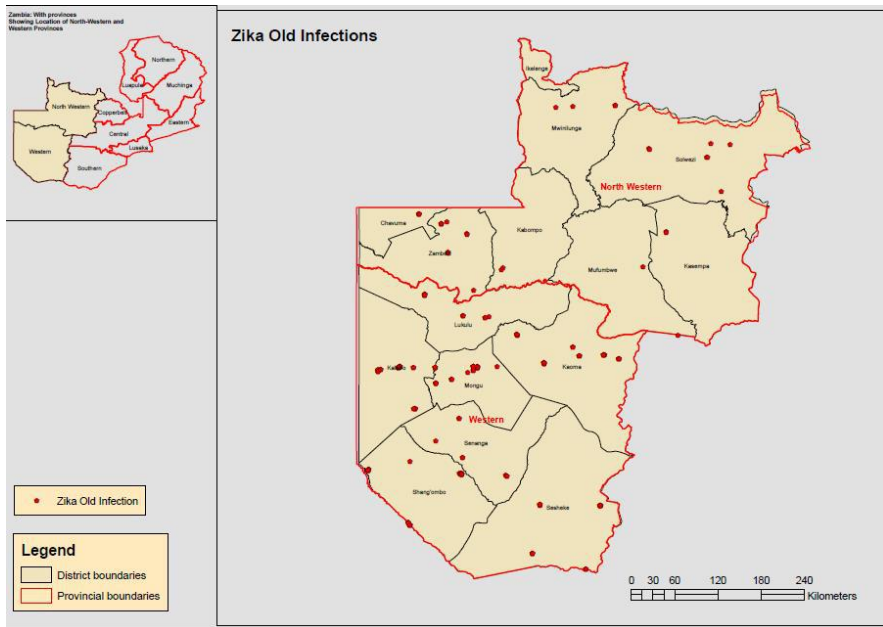 Zambia: With provinces
Showing Location of North-Western and
Western Provinces
Northern
Luapula
Muchinga
North Western
Copperbelt
Eastern
Central
Lusaka
Western
Southern
Zika Old Infections
Ikelenge
Mwinilunga
Solwezi
North Western
Chavuma
Kabompo
Zambezi
Mufumbwe
Kasempa
Lukulu
Kalabo
Kaoma
Mongu
Western
Senanga
Shang'ombo
Sesheke
Zika Old Infection
Legend
District boundaries
Provincial boundaries
0 30 60 120 180 240
Kilometers